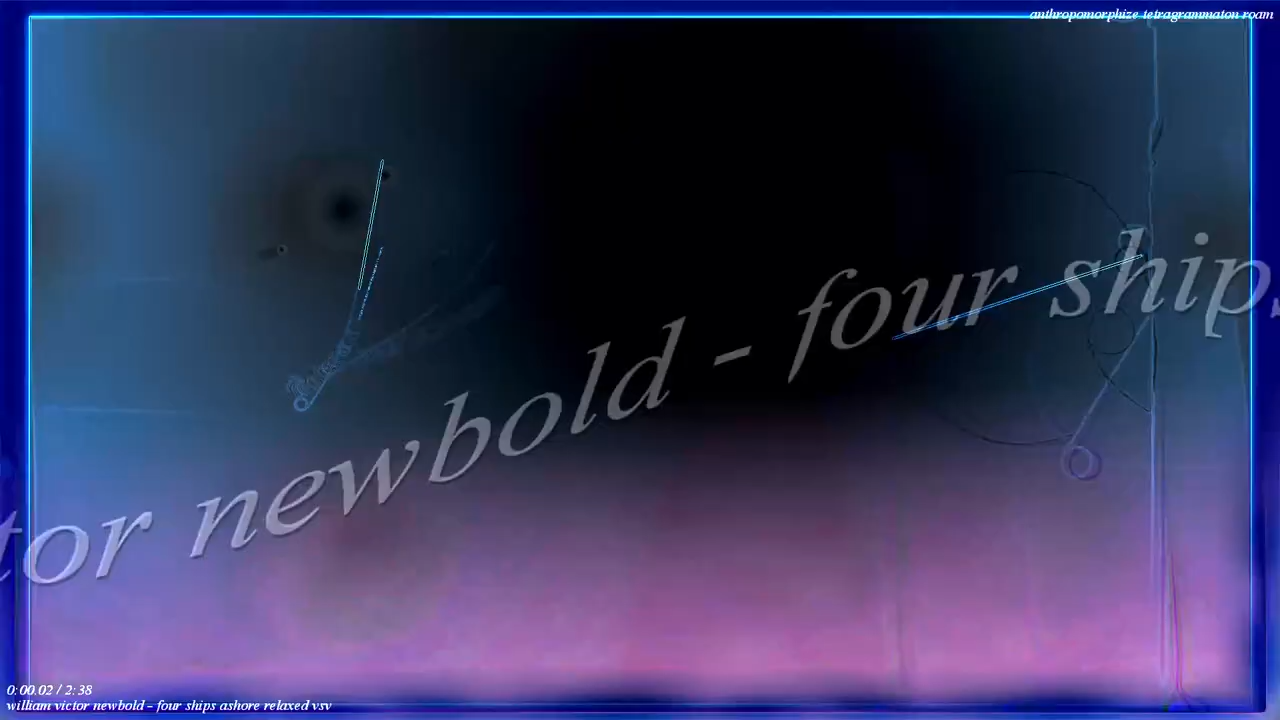 anthropomorphize tetragrammaton roam
tor newbold - four ships
0:00.02 / 2:38
william victor newbold - four ships ashore relaxed vsv